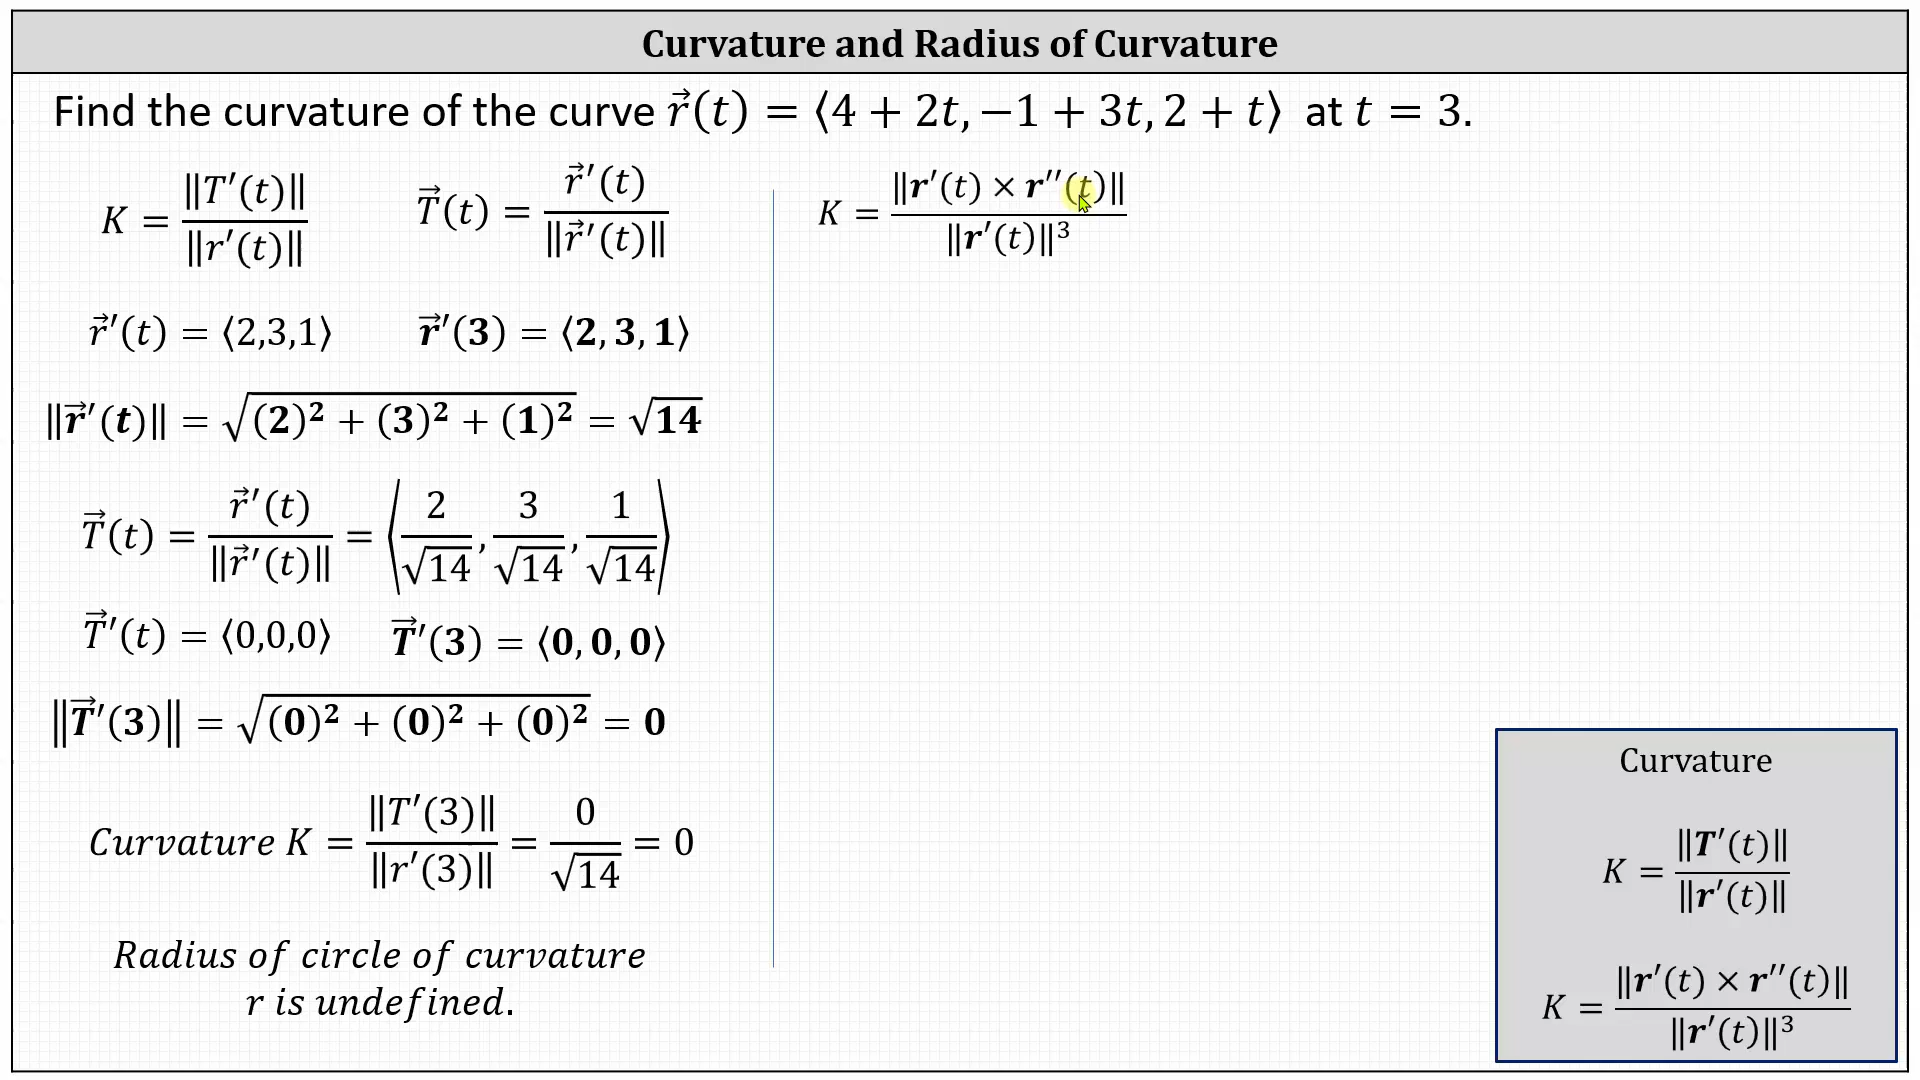 Curvature and Radius of Curvature
Find the curvature of the curve r⃗(t) = ⟨4 + 2t, −1 + 3t, 2 + t⟩ at t = 3.
K = ‖T′(t)‖ / ‖r′(t)‖
T⃗(t) = r⃗′(t) / ‖r⃗′(t)‖
r⃗′(t) = ⟨2,3,1⟩
r⃗′(3) = ⟨2, 3, 1⟩
‖r⃗′(t)‖ = √((2)² + (3)² + (1)²) = √14
T⃗(t) = r⃗′(t) / ‖r⃗′(t)‖ = ⟨2/√14, 3/√14, 1/√14⟩
T⃗′(t) = ⟨0,0,0⟩
T⃗′(3) = ⟨0, 0, 0⟩
‖T⃗′(3)‖ = √((0)² + (0)² + (0)²) = 0
Curvature K = ‖T′(3)‖ / ‖r′(3)‖ = 0/√14 = 0
Radius of circle of curvature
r is undefined.
K = ‖r′(t) × r′′(t)‖ / ‖r′(t)‖³
Curvature
K = ‖T′(t)‖ / ‖r′(t)‖
K = ‖r′(t) × r′′(t)‖ / ‖r′(t)‖³